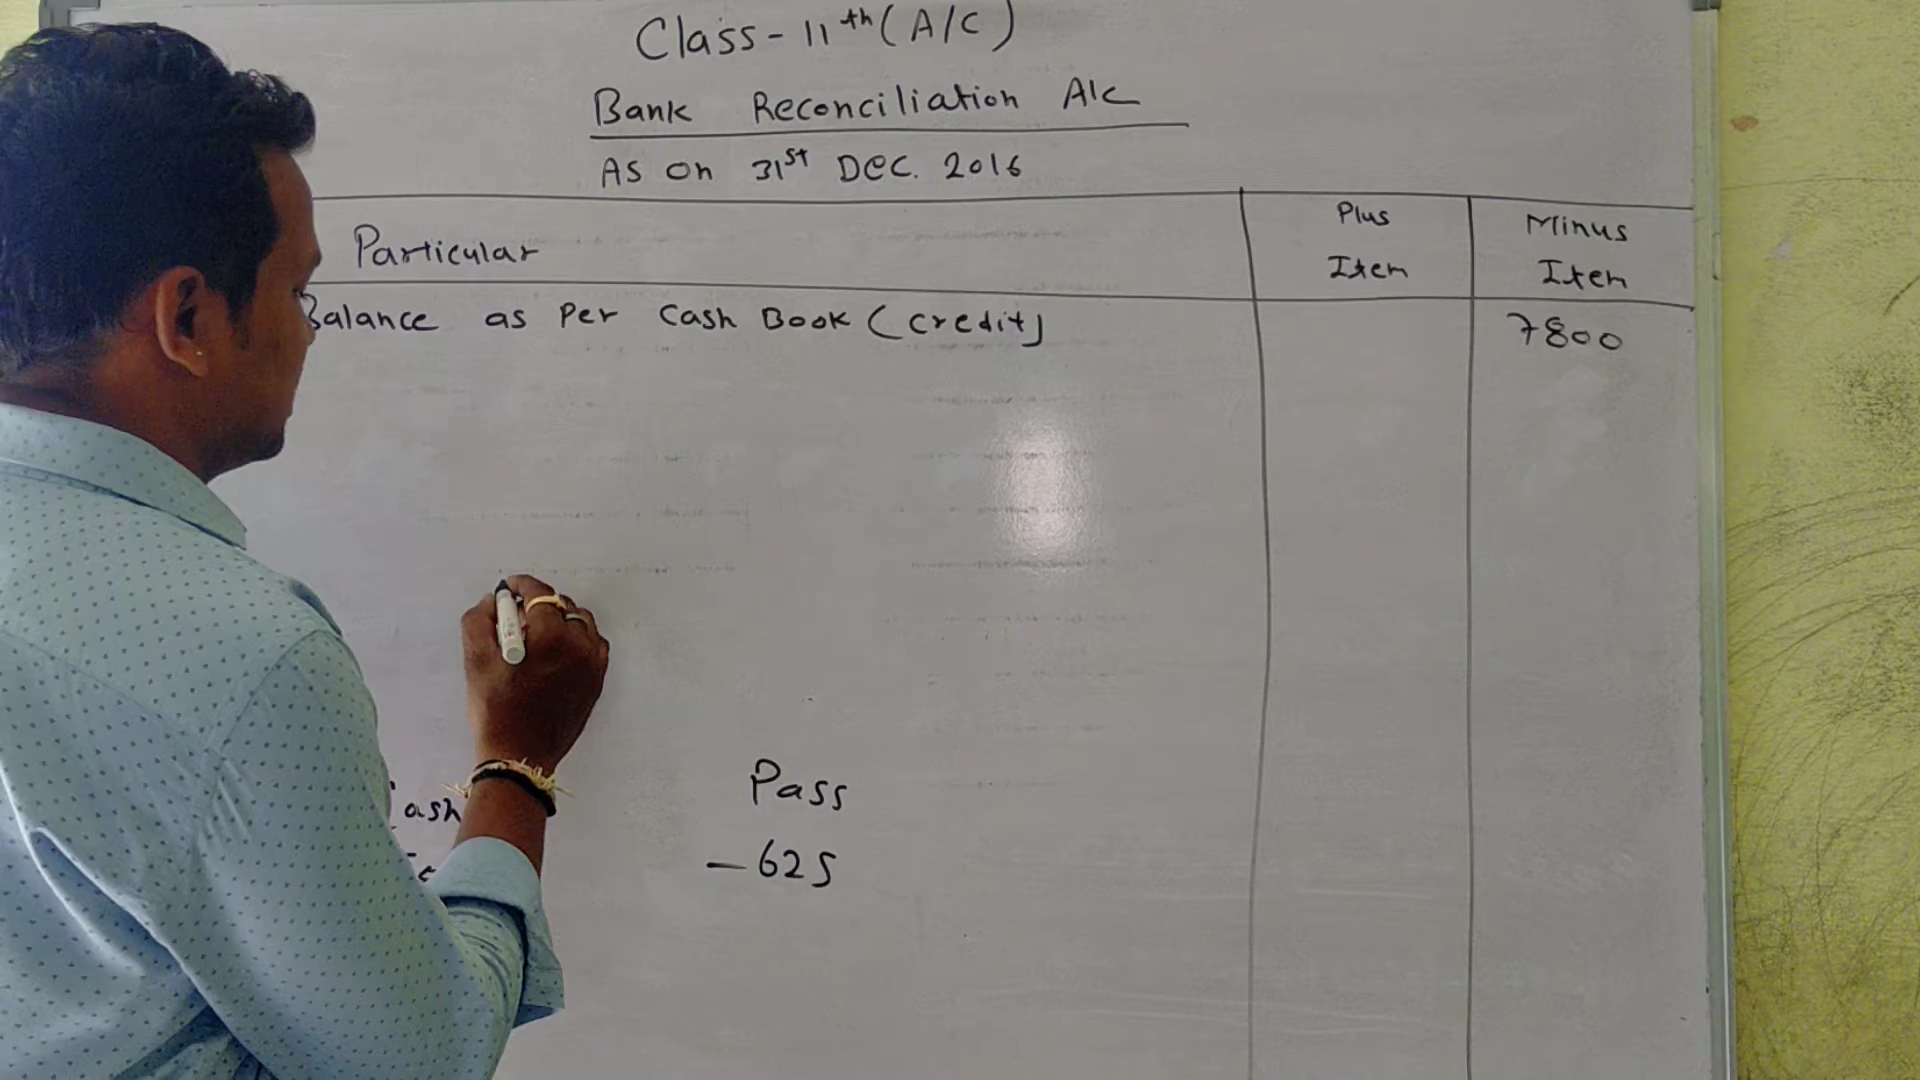 Class - 11th (A/C)
Bank Reconciliation A/c
As on 31st Dec. 2016
Particular
Plus Item
Minus Item
Balance as Per Cash Book (Credit)
7800
Cash
Pass
— 625